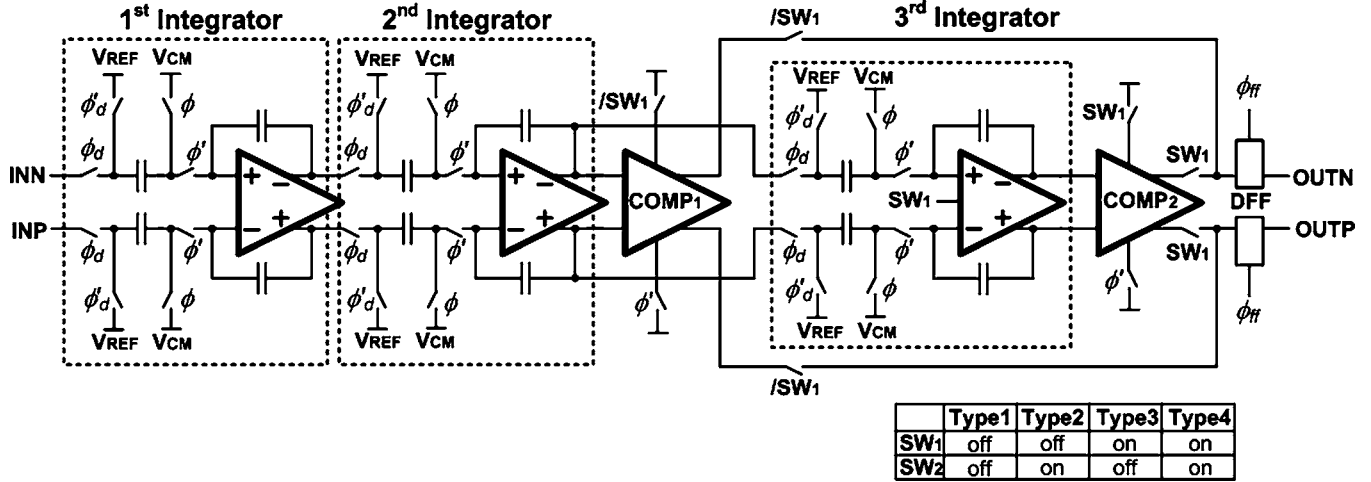 1st Integrator
2nd Integrator
3rd Integrator
/SW1
VREF VCM
VREF VCM
VREF VCM
/SW1
SW1
ϕff
ϕ'd ϕ
ϕ'd ϕ
ϕ'd ϕ
ϕd ϕ'
ϕd ϕ'
ϕd ϕ'
SW1
INN
+ −
+ −
+ −
OUTN
COMP1
SW1
COMP2
DFF
INP
− +
− +
− +
OUTP
ϕd ϕ'
ϕd ϕ'
ϕd ϕ'
SW1
ϕ'd ϕ
ϕ'd ϕ
ϕ'
ϕ'd ϕ
ϕ'
ϕff
VREF VCM
VREF VCM
VREF VCM
/SW1
Type1 Type2 Type3 Type4
SW1 off off on on
SW2 off on off on